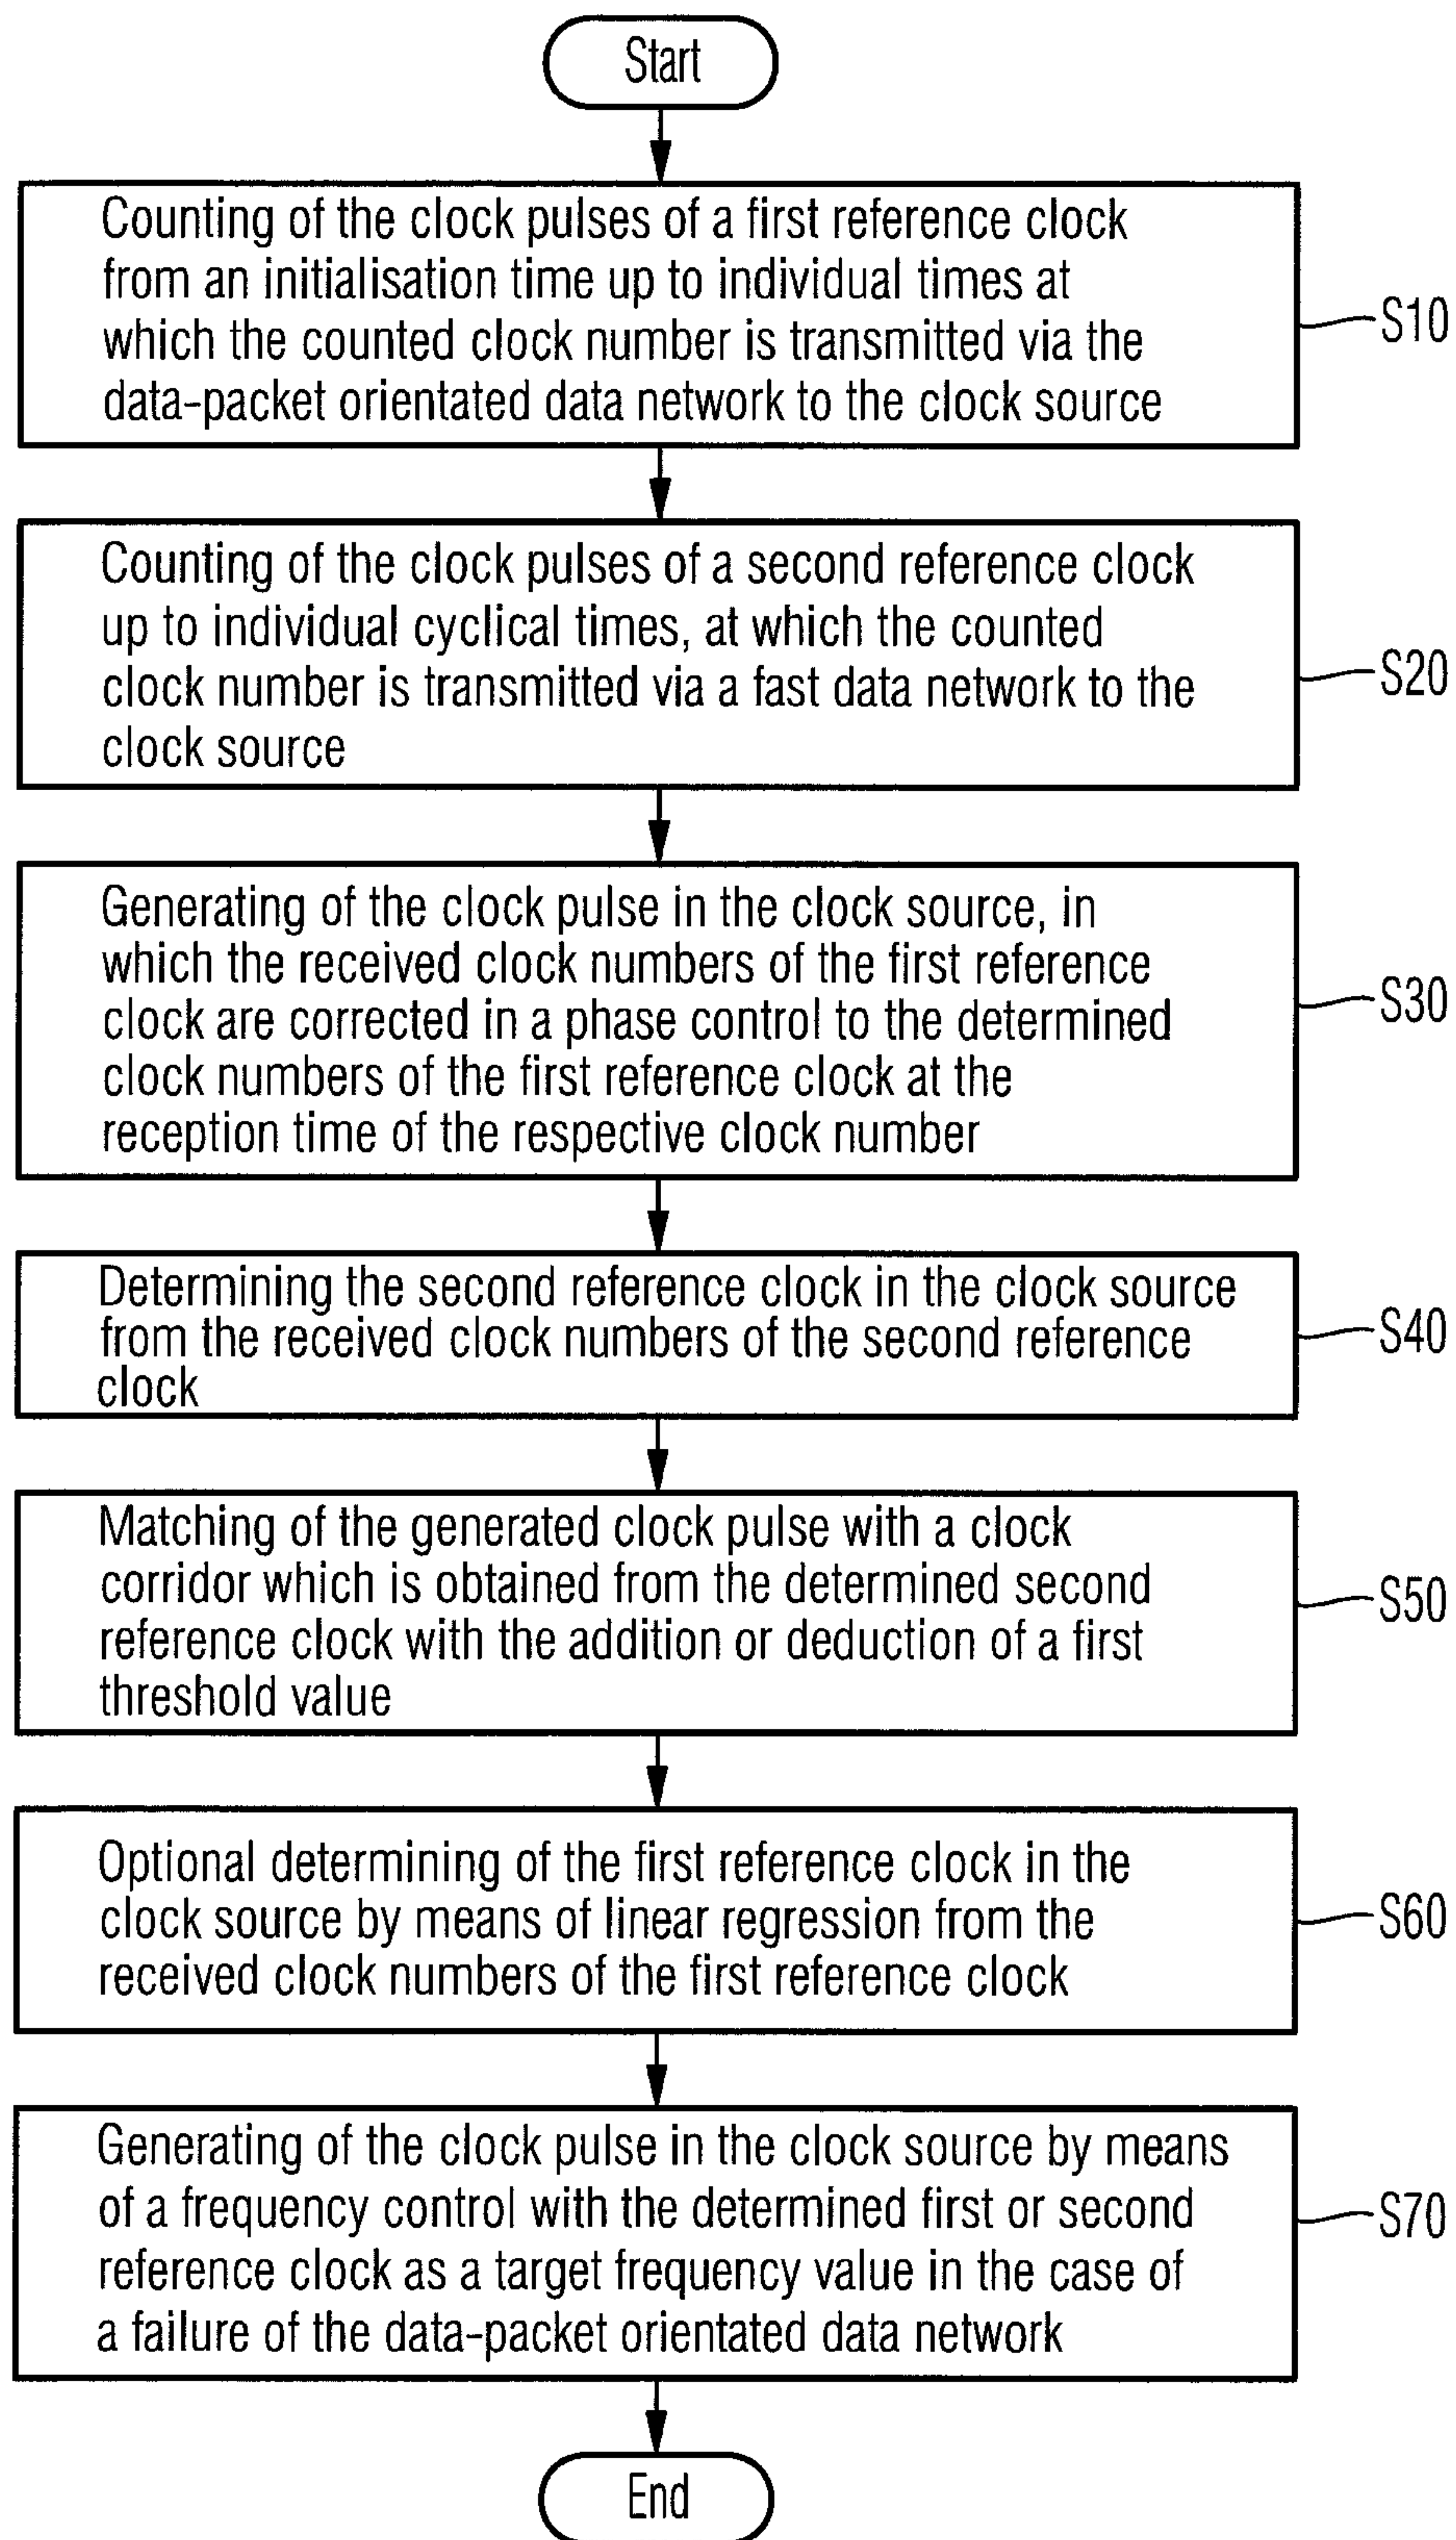 Start
Counting of the clock pulses of a first reference clock
from an initialisation time up to individual times at
which the counted clock number is transmitted via the
data-packet orientated data network to the clock source
S10
Counting of the clock pulses of a second reference clock
up to individual cyclical times, at which the counted
clock number is transmitted via a fast data network to the
clock source
S20
Generating of the clock pulse in the clock source, in
which the received clock numbers of the first reference
clock are corrected in a phase control to the determined
clock numbers of the first reference clock at the
reception time of the respective clock number
S30
Determining the second reference clock in the clock source
from the received clock numbers of the second reference
clock
S40
Matching of the generated clock pulse with a clock
corridor which is obtained from the determined second
reference clock with the addition or deduction of a first
threshold value
S50
Optional determining of the first reference clock in the
clock source by means of linear regression from the
received clock numbers of the first reference clock
S60
Generating of the clock pulse in the clock source by means
of a frequency control with the determined first or second
reference clock as a target frequency value in the case of
a failure of the data-packet orientated data network
S70
End